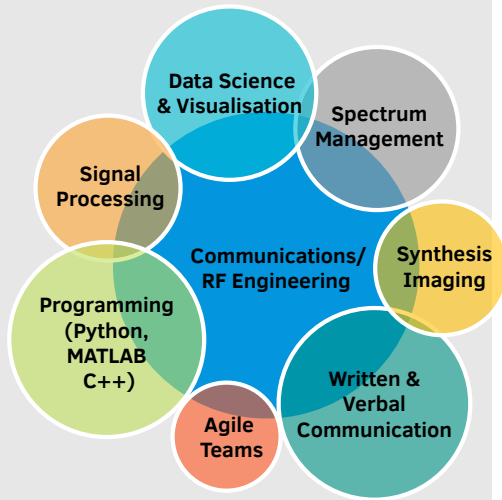 Data Science
& Visualisation
Spectrum
Management
Signal
Processing
Communications/
RF Engineering
Synthesis
Imaging
Programming
(Python,
MATLAB
C++)
Written &
Verbal
Communication
Agile
Teams